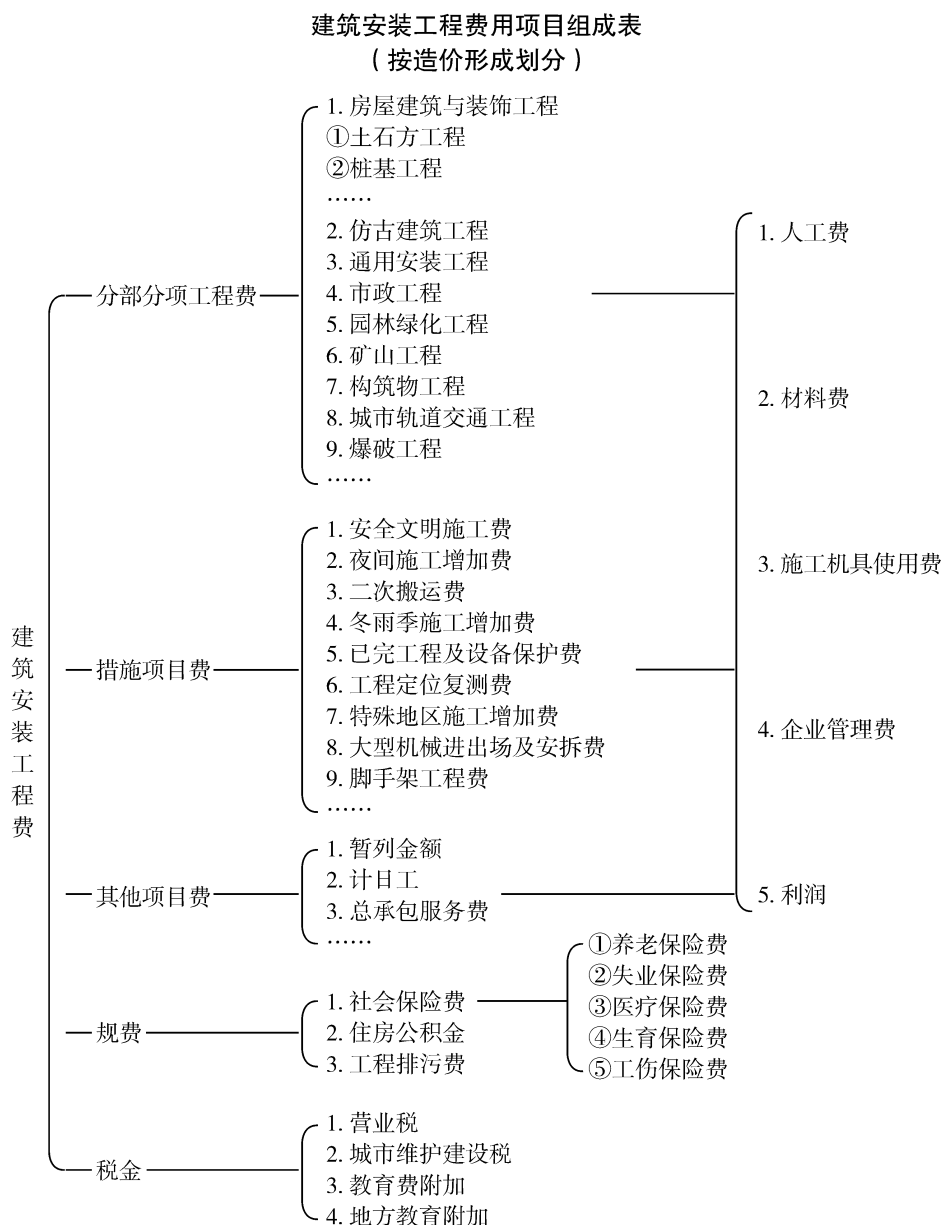 建筑安装工程费用项目组成表
（按造价形成划分）
建筑安装工程费
分部分项工程费
1. 房屋建筑与装饰工程
①土石方工程
②桩基工程
……
2. 仿古建筑工程
3. 通用安装工程
4. 市政工程
5. 园林绿化工程
6. 矿山工程
7. 构筑物工程
8. 城市轨道交通工程
9. 爆破工程
……
措施项目费
1. 安全文明施工费
2. 夜间施工增加费
3. 二次搬运费
4. 冬雨季施工增加费
5. 已完工程及设备保护费
6. 工程定位复测费
7. 特殊地区施工增加费
8. 大型机械进出场及安拆费
9. 脚手架工程费
……
其他项目费
1. 暂列金额
2. 计日工
3. 总承包服务费
……
1. 人工费
2. 材料费
3. 施工机具使用费
4. 企业管理费
5. 利润
规费
1. 社会保险费
①养老保险费
②失业保险费
③医疗保险费
④生育保险费
⑤工伤保险费
2. 住房公积金
3. 工程排污费
税金
1. 营业税
2. 城市维护建设税
3. 教育费附加
4. 地方教育附加